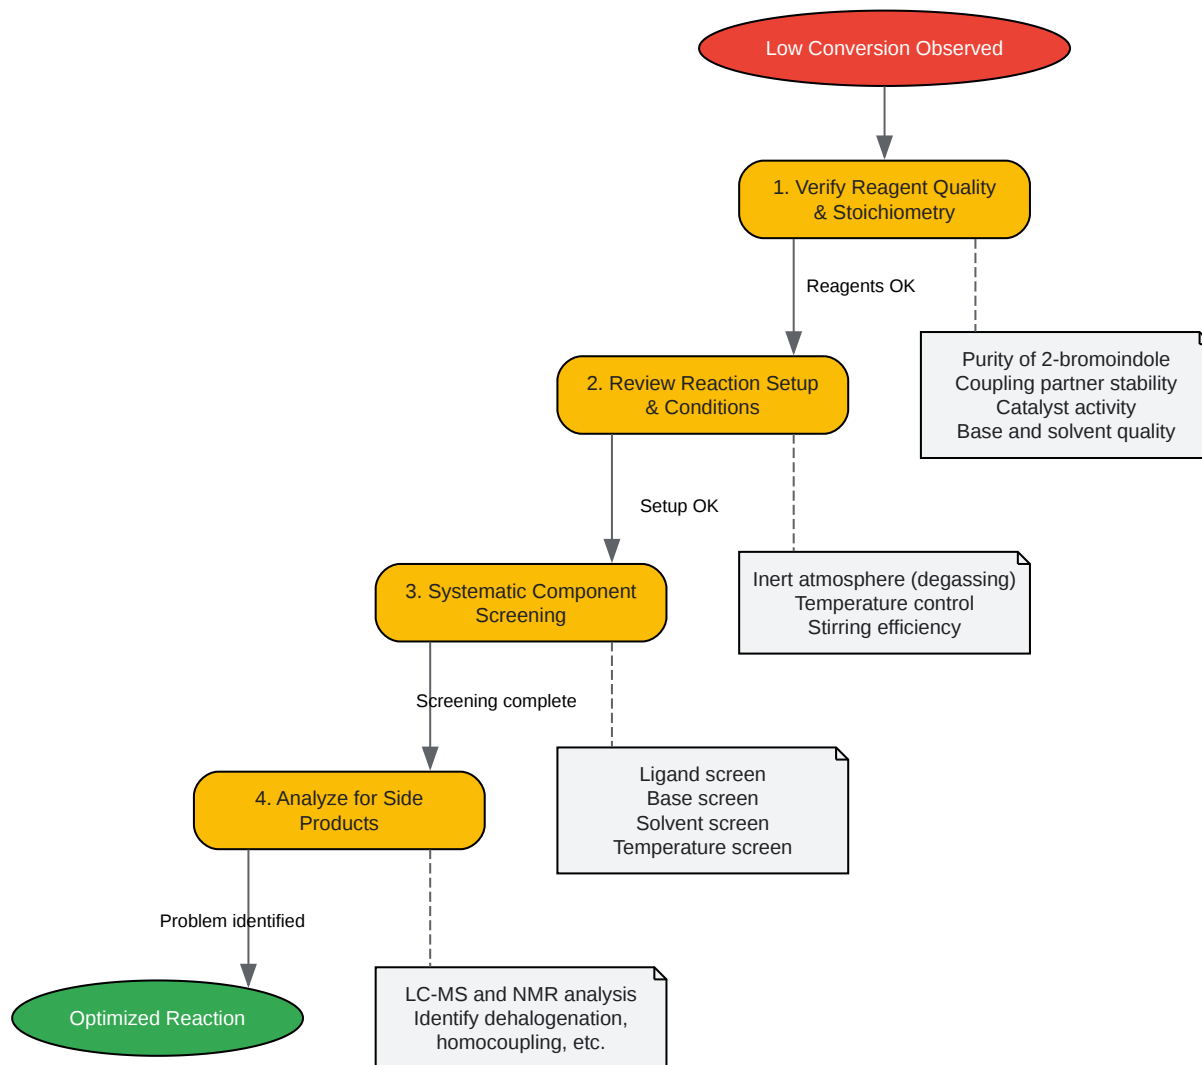 Low Conversion Observed
1. Verify Reagent Quality
& Stoichiometry
Reagents OK
Purity of 2-bromoindole
Coupling partner stability
Catalyst activity
Base and solvent quality
2. Review Reaction Setup
& Conditions
Setup OK
Inert atmosphere (degassing)
Temperature control
Stirring efficiency
3. Systematic Component
Screening
Screening complete
Ligand screen
Base screen
Solvent screen
Temperature screen
4. Analyze for Side
Products
Problem identified
LC-MS and NMR analysis
Identify dehalogenation,
homocoupling, etc.
Optimized Reaction